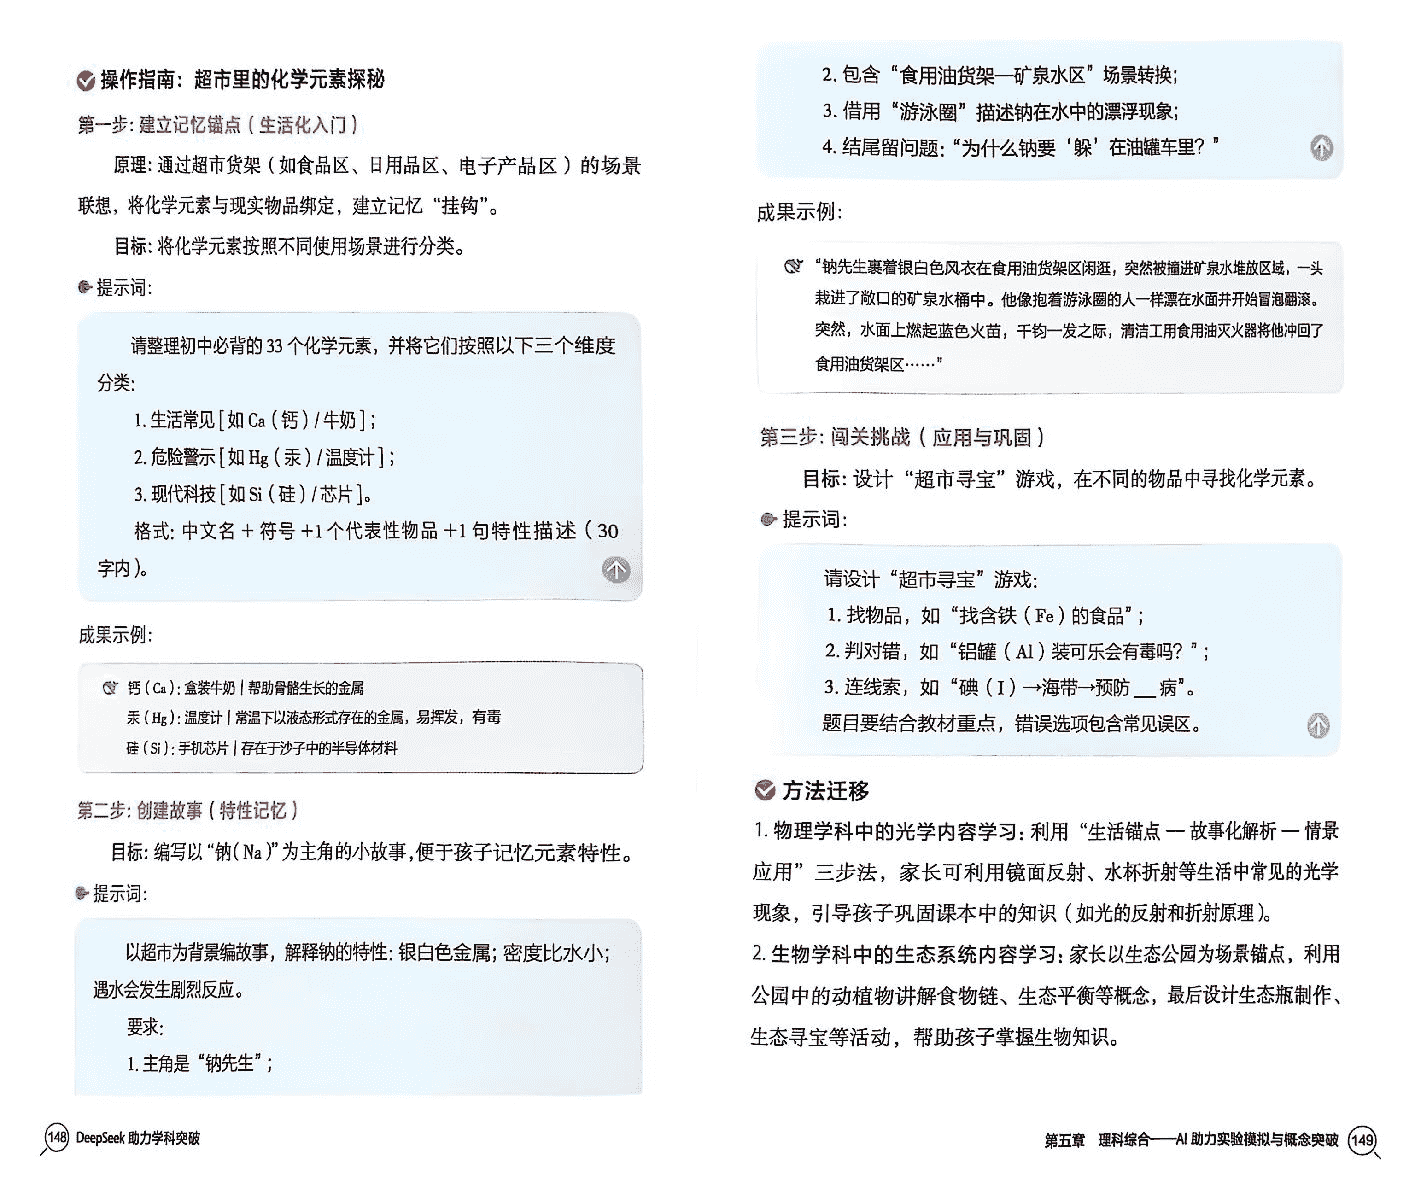 操作指南：超市里的化学元素探秘
第一步：建立记忆锚点（生活化入门）
原理：通过超市货架（如食品区、日用品区、电子产品区）的场景
联想，将化学元素与现实物品绑定，建立记忆“挂钩”。
目标：将化学元素按照不同使用场景进行分类。
提示词：
请整理初中必背的 33 个化学元素，并将它们按照以下三个维度
分类：
1. 生活常见 [ 如 Ca（钙）/ 牛奶 ]；
2. 危险警示 [ 如 Hg（汞）/ 温度计 ]；
3. 现代科技 [ 如 Si（硅）/ 芯片 ]。
格式：中文名 + 符号 +1 个代表性物品 +1 句特性描述（30
字内）。
成果示例：
钙（Ca）：盒装牛奶 | 帮助骨骼生长的金属
汞（Hg）：温度计 | 常温下以液态形式存在的金属，易挥发，有毒
硅（Si）：手机芯片 | 存在于沙子中的半导体材料
第二步：创建故事（特性记忆）
目标：编写以“钠（Na）”为主角的小故事，便于孩子记忆元素特性。
提示词：
以超市为背景编故事，解释钠的特性：银白色金属；密度比水小；
遇水会发生剧烈反应。
要求：
1. 主角是“钠先生”；
148 DeepSeek 助力学科突破
2. 包含“食用油货架—矿泉水区”场景转换；
3. 借用“游泳圈”描述钠在水中的漂浮现象；
4. 结尾留问题：“为什么钠要‘躲’在油罐车里？”
成果示例：
“钠先生裹着银白色风衣在食用油货架区闲逛，突然被撞进矿泉水堆放区域，一头
栽进了敞口的矿泉水桶中。他像抱着游泳圈的人一样漂在水面并开始冒泡翻滚。
突然，水面上燃起蓝色火苗，千钧一发之际，清洁工用食用油灭火器将他冲回了
食用油货架区……”
第三步：闯关挑战（应用与巩固）
目标：设计“超市寻宝”游戏，在不同的物品中寻找化学元素。
提示词：
请设计“超市寻宝”游戏：
1. 找物品，如“找含铁（Fe）的食品”；
2. 判对错，如“铝罐（Al）装可乐会有毒吗？”；
3. 连线索，如“碘（I）→海带→预防 __ 病”。
题目要结合教材重点，错误选项包含常见误区。
方法迁移
1. 物理学科中的光学内容学习：利用“生活锚点 — 故事化解析 — 情景
应用”三步法，家长可利用镜面反射、水杯折射等生活中常见的光学
现象，引导孩子巩固课本中的知识（如光的反射和折射原理）。
2. 生物学科中的生态系统内容学习：家长以生态公园为场景锚点，利用
公园中的动植物讲解食物链、生态平衡等概念，最后设计生态瓶制作、
生态寻宝等活动，帮助孩子掌握生物知识。
第五章 理科综合——AI 助力实验模拟与概念突破 149